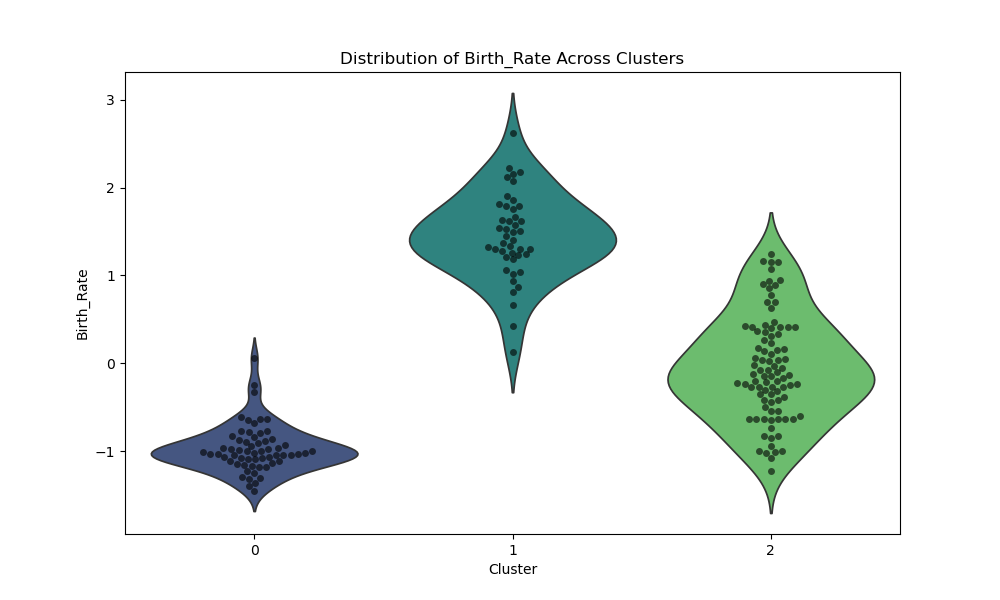 Distribution of Birth_Rate Across Clusters
3
2
1
0
−1
Birth_Rate
0 1 2
Cluster